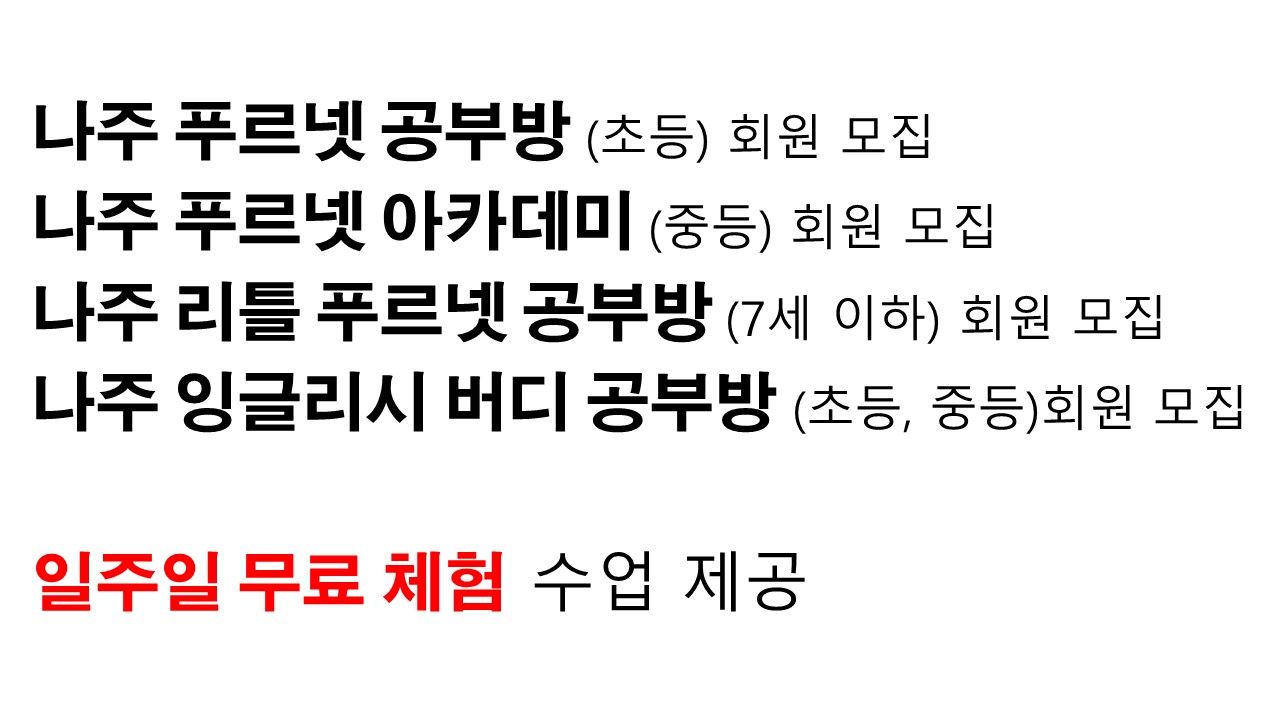 나주 푸르넷 공부방 (초등) 회원 모집
나주 푸르넷 아카데미 (중등) 회원 모집
나주 리틀 푸르넷 공부방 (7세 이하) 회원 모집
나주 잉글리시 버디 공부방 (초등, 중등)회원 모집
일주일 무료 체험 수업 제공